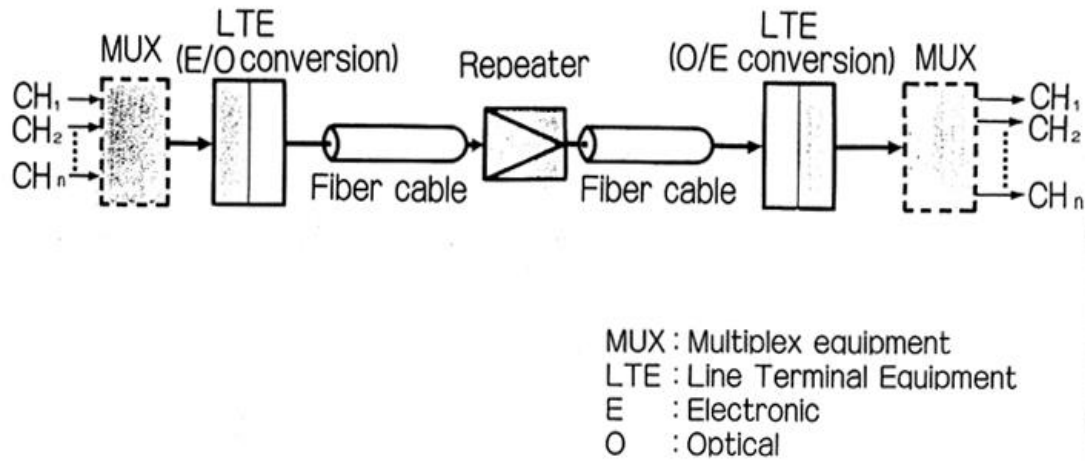 MUX
LTE
(E/O conversion)
Repeater
LTE
(O/E conversion)
MUX
CH₁
CH₂
CHₙ
Fiber cable
Fiber cable
CH₁
CH₂
CHₙ
MUX : Multiplex equipment
LTE : Line Terminal Equipment
E : Electronic
O : Optical